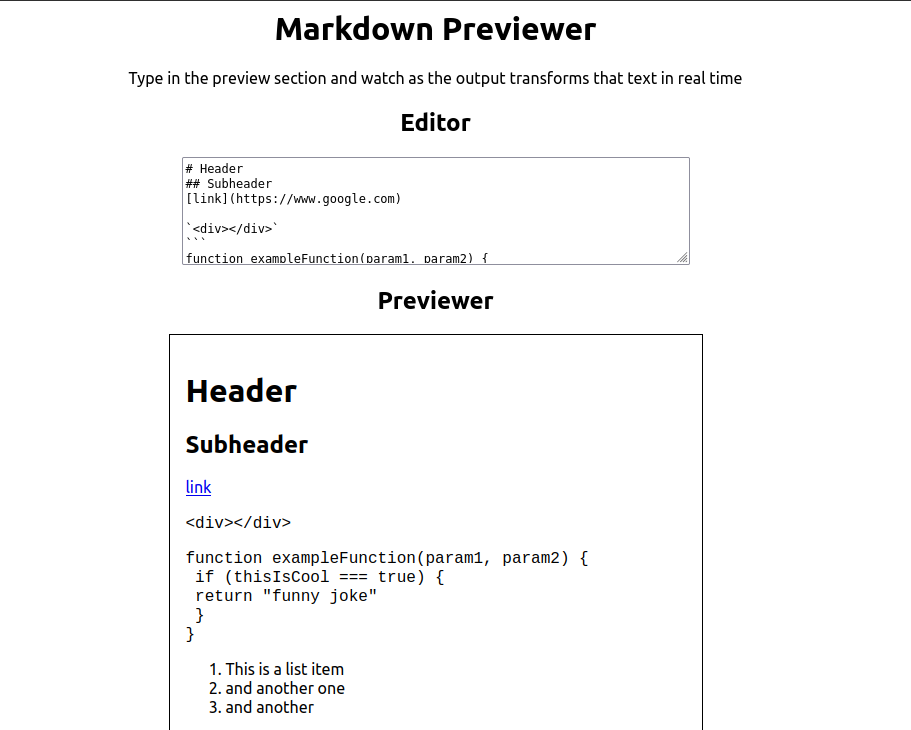 Markdown Previewer
Type in the preview section and watch as the output transforms that text in real time
Editor
# Header
## Subheader
[link](https://www.google.com)
`<div></div>`
```
function exampleFunction(param1, param2) {
Previewer
Header
Subheader
link
<div></div>
function exampleFunction(param1, param2) {
 if (thisIsCool === true) {
 return "funny joke"
 }
}
1. This is a list item
2. and another one
3. and another